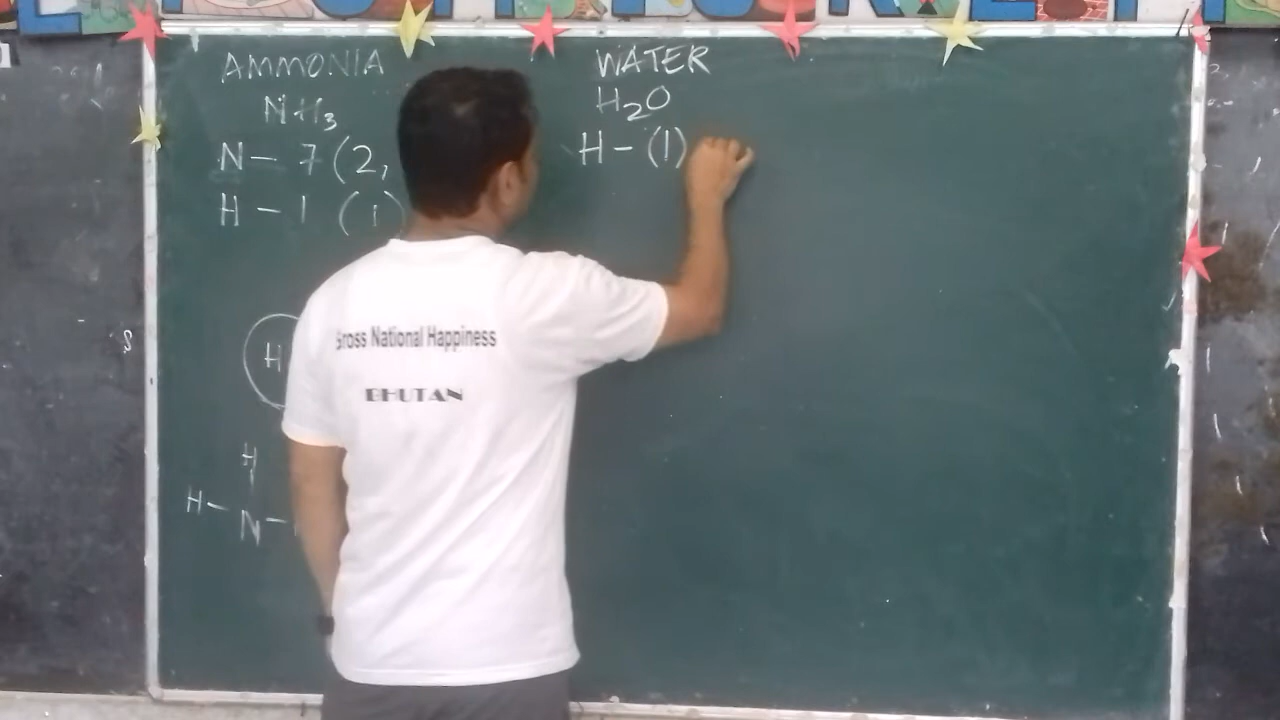 AMMONIA
NH3
N - 7 (2,
H - 1 (1)
H
H
H - N -
WATER
H2O
H - (1)
Gross National Happiness
BHUTAN